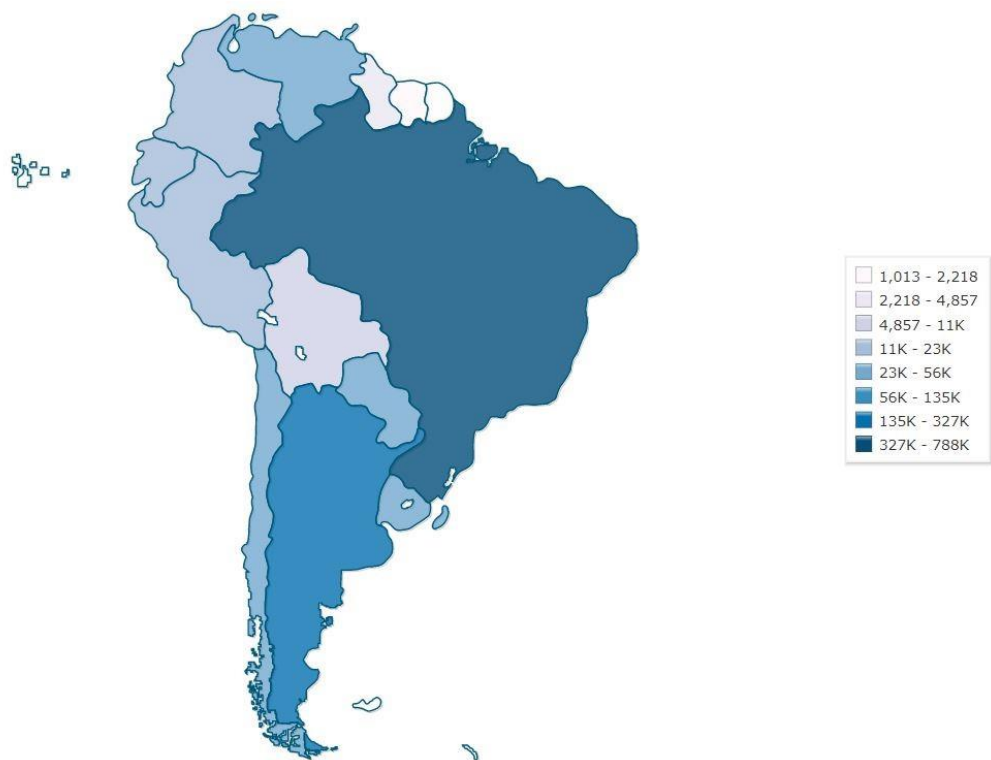 1,013 - 2,218
2,218 - 4,857
4,857 - 11K
11K - 23K
23K - 56K
56K - 135K
135K - 327K
327K - 788K